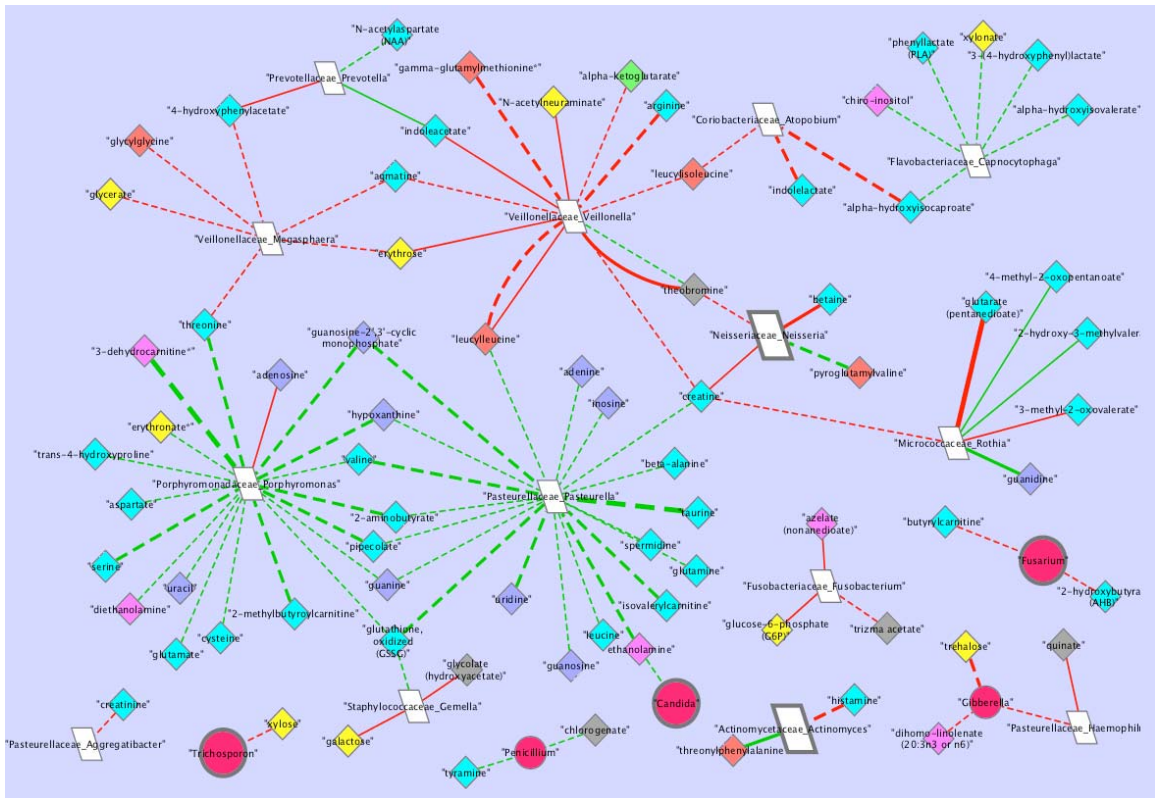 "N-acetylaspartate
(NAA)"
"phenyllactate
(PLA)"
"xylonate"
"3-(4-hydroxyphenyl)lactate"
"gamma-glutamylmethionine*"
"alpha-ketoglutarate"
"Prevotellaceae_Prevotella"
"N-acetylneuraminate"
"arginine"
"chiro-inositol"
"4-hydroxyphenylacetate"
"alpha-hydroxyisovalerate"
"Coriobacteriaceae_Atopobium"
"indoleacetate"
"glycylglycine"
"Flavobacteriaceae_Capnocytophaga"
"agmatine"
"leucylisoleucine"
"glycerate"
"indolelactate"
"alpha-hydroxyisocaproate"
"Veillonellaceae_Veillonella"
"Veillonellaceae_Megasphaera"
"erythrose"
"4-methyl-2-oxopentanoate"
"theobromine"
"betaine"
"glutarate
(pentanedioate)"
"threonine"
"guanosine-2',3'-cyclic
monophosphate"
"leucylleucine"
"Neisseriaceae_Neisseria"
"2-hydroxy-3-methylvaler
"3-dehydrocarnitine*"
"adenosine"
"adenine"
"pyroglutamylvaline"
"creatine"
"inosine"
"hypoxanthine"
"3-methyl-2-oxovalerate"
"erythronate*"
"Micrococcaceae_Rothia"
"trans-4-hydroxyproline"
"valine"
"beta-alanine"
"guanidine"
"Porphyromonadaceae_Porphyromonas"
"Pasteurellaceae_Pasteurella"
"aspartate"
"2-aminobutyrate"
"taurine"
"azelate
(nonanedioate)"
"butyrylcarnitine"
"pipecolate"
"spermidine"
"serine"
"glutamine"
"Fusarium"
"uracil"
"guanine"
"Fusobacteriaceae_Fusobacterium"
"2-hydroxybutyra
(AHB)"
"diethanolamine"
"2-methylbutyroylcarnitine"
"uridine"
"isovalerylcarnitine"
"glucose-6-phosphate
(G6P)"
"trizma acetate"
"cysteine"
"glutathione,
oxidized
(GSSG)"
"leucine"
"ethanolamine"
"glutamate"
"trehalose"
"quinate"
"glycolate
(hydroxyacetate)"
"guanosine"
"creatinine"
"Candida"
"histamine"
"Gibberella"
"Staphylococcaceae_Gemella"
"xylose"
"chlorogenate"
"Actinomycetaceae_Actinomyces"
"Pasteurellaceae_Haemophil
"Pasteurellaceae_Aggregatibacter"
"galactose"
"dihomo-linolenate
(20:3n3 or n6)"
"Trichosporon"
"Penicillium"
"threonylphenylalanine"
"tyramine"